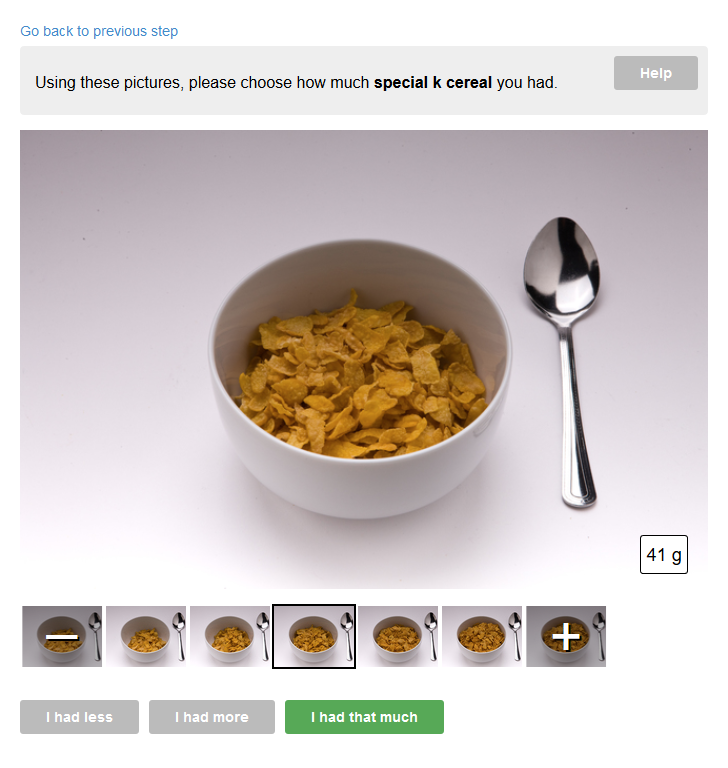 Go back to previous step
Using these pictures, please choose how much special k cereal you had.
Help
41 g
I had less
I had more
I had that much